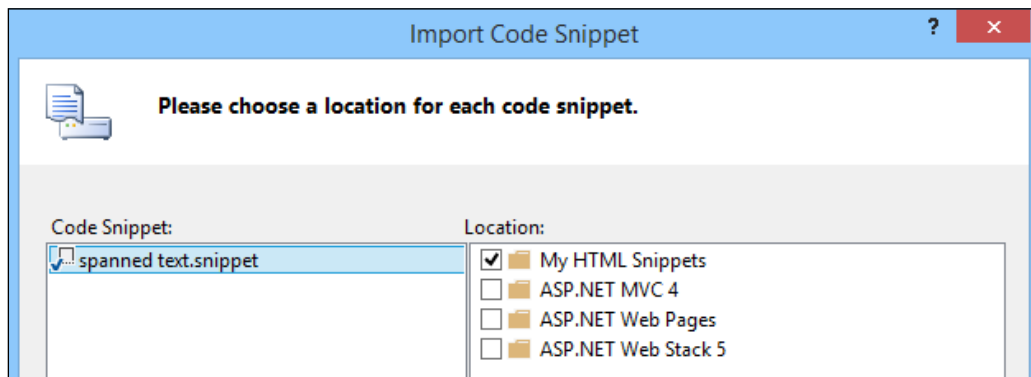 Import Code Snippet
?
Please choose a location for each code snippet.
Code Snippet:
Location:
spanned text.snippet
My HTML Snippets
ASP.NET MVC 4
ASP.NET Web Pages
ASP.NET Web Stack 5